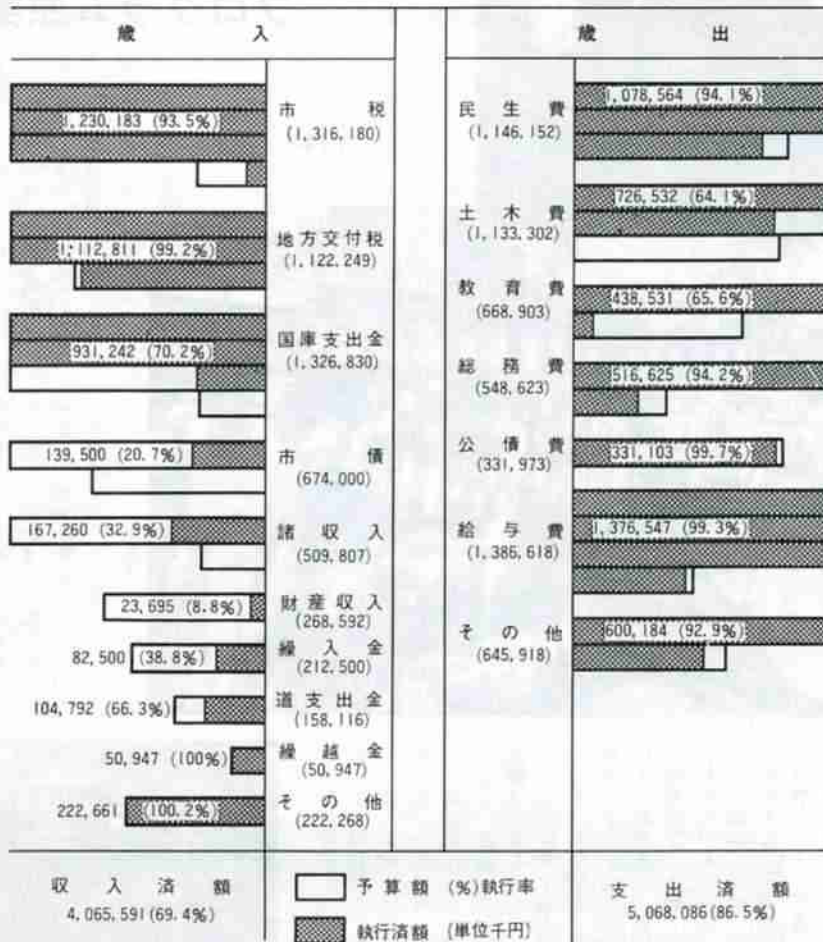 歳入
1,230,183 (93.5%)
市税
(1,316,180)
1,112,811 (99.2%)
地方交付税
(1,122,249)
931,242 (70.2%)
国庫支出金
(1,326,830)
139,500 (20.7%)
市債
(674,000)
167,260 (32.9%)
諸収入
(509,807)
23,695 (8.8%)
財産収入
(268,592)
82,500 (38.8%)
繰入金
(212,500)
104,792 (66.3%)
道支出金
(158,116)
50,947 (100%)
繰越金
(50,947)
222,661 (100.2%)
その他
(222,268)
収入済額
4,065,591(69.4%)
歳出
民生費
(1,146,152)
1,078,564 (94.1%)
土木費
(1,133,302)
726,532 (64.1%)
教育費
(668,903)
438,531 (65.6%)
総務費
(548,623)
516,625 (94.2%)
公債費
(331,973)
331,103 (99.7%)
給与費
(1,386,618)
1,376,547 (99.3%)
その他
(645,918)
600,184 (92.9%)
支出済額
5,068,086(86.5%)
予算額 (%)執行率
執行済額 (単位千円)